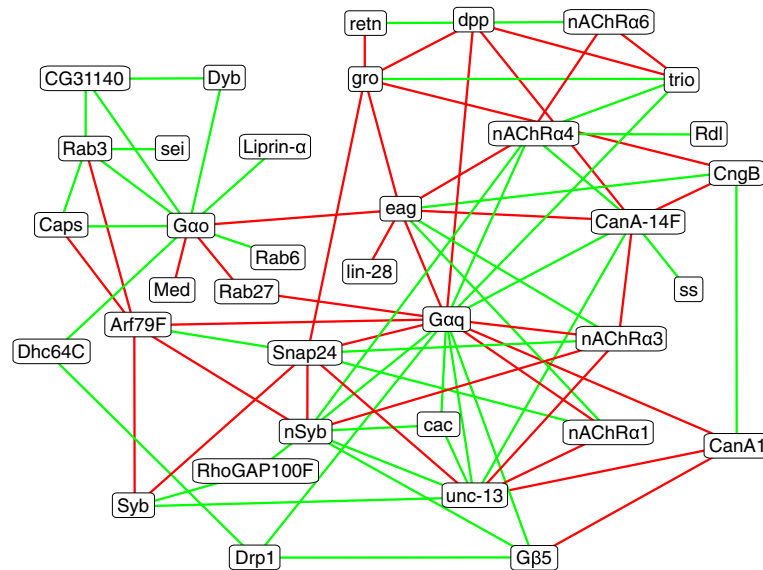 retn
dpp
nAChRα6
CG31140
Dyb
gro
trio
Rab3
sei
Liprin-α
nAChRα4
Rdl
CngB
Caps
Gαo
eag
CanA-14F
Rab6
lin-28
Med
Rab27
ss
Arf79F
Gαq
Dhc64C
Snap24
nAChRα3
nSyb
cac
nAChRα1
CanA1
RhoGAP100F
Syb
unc-13
Drp1
Gβ5